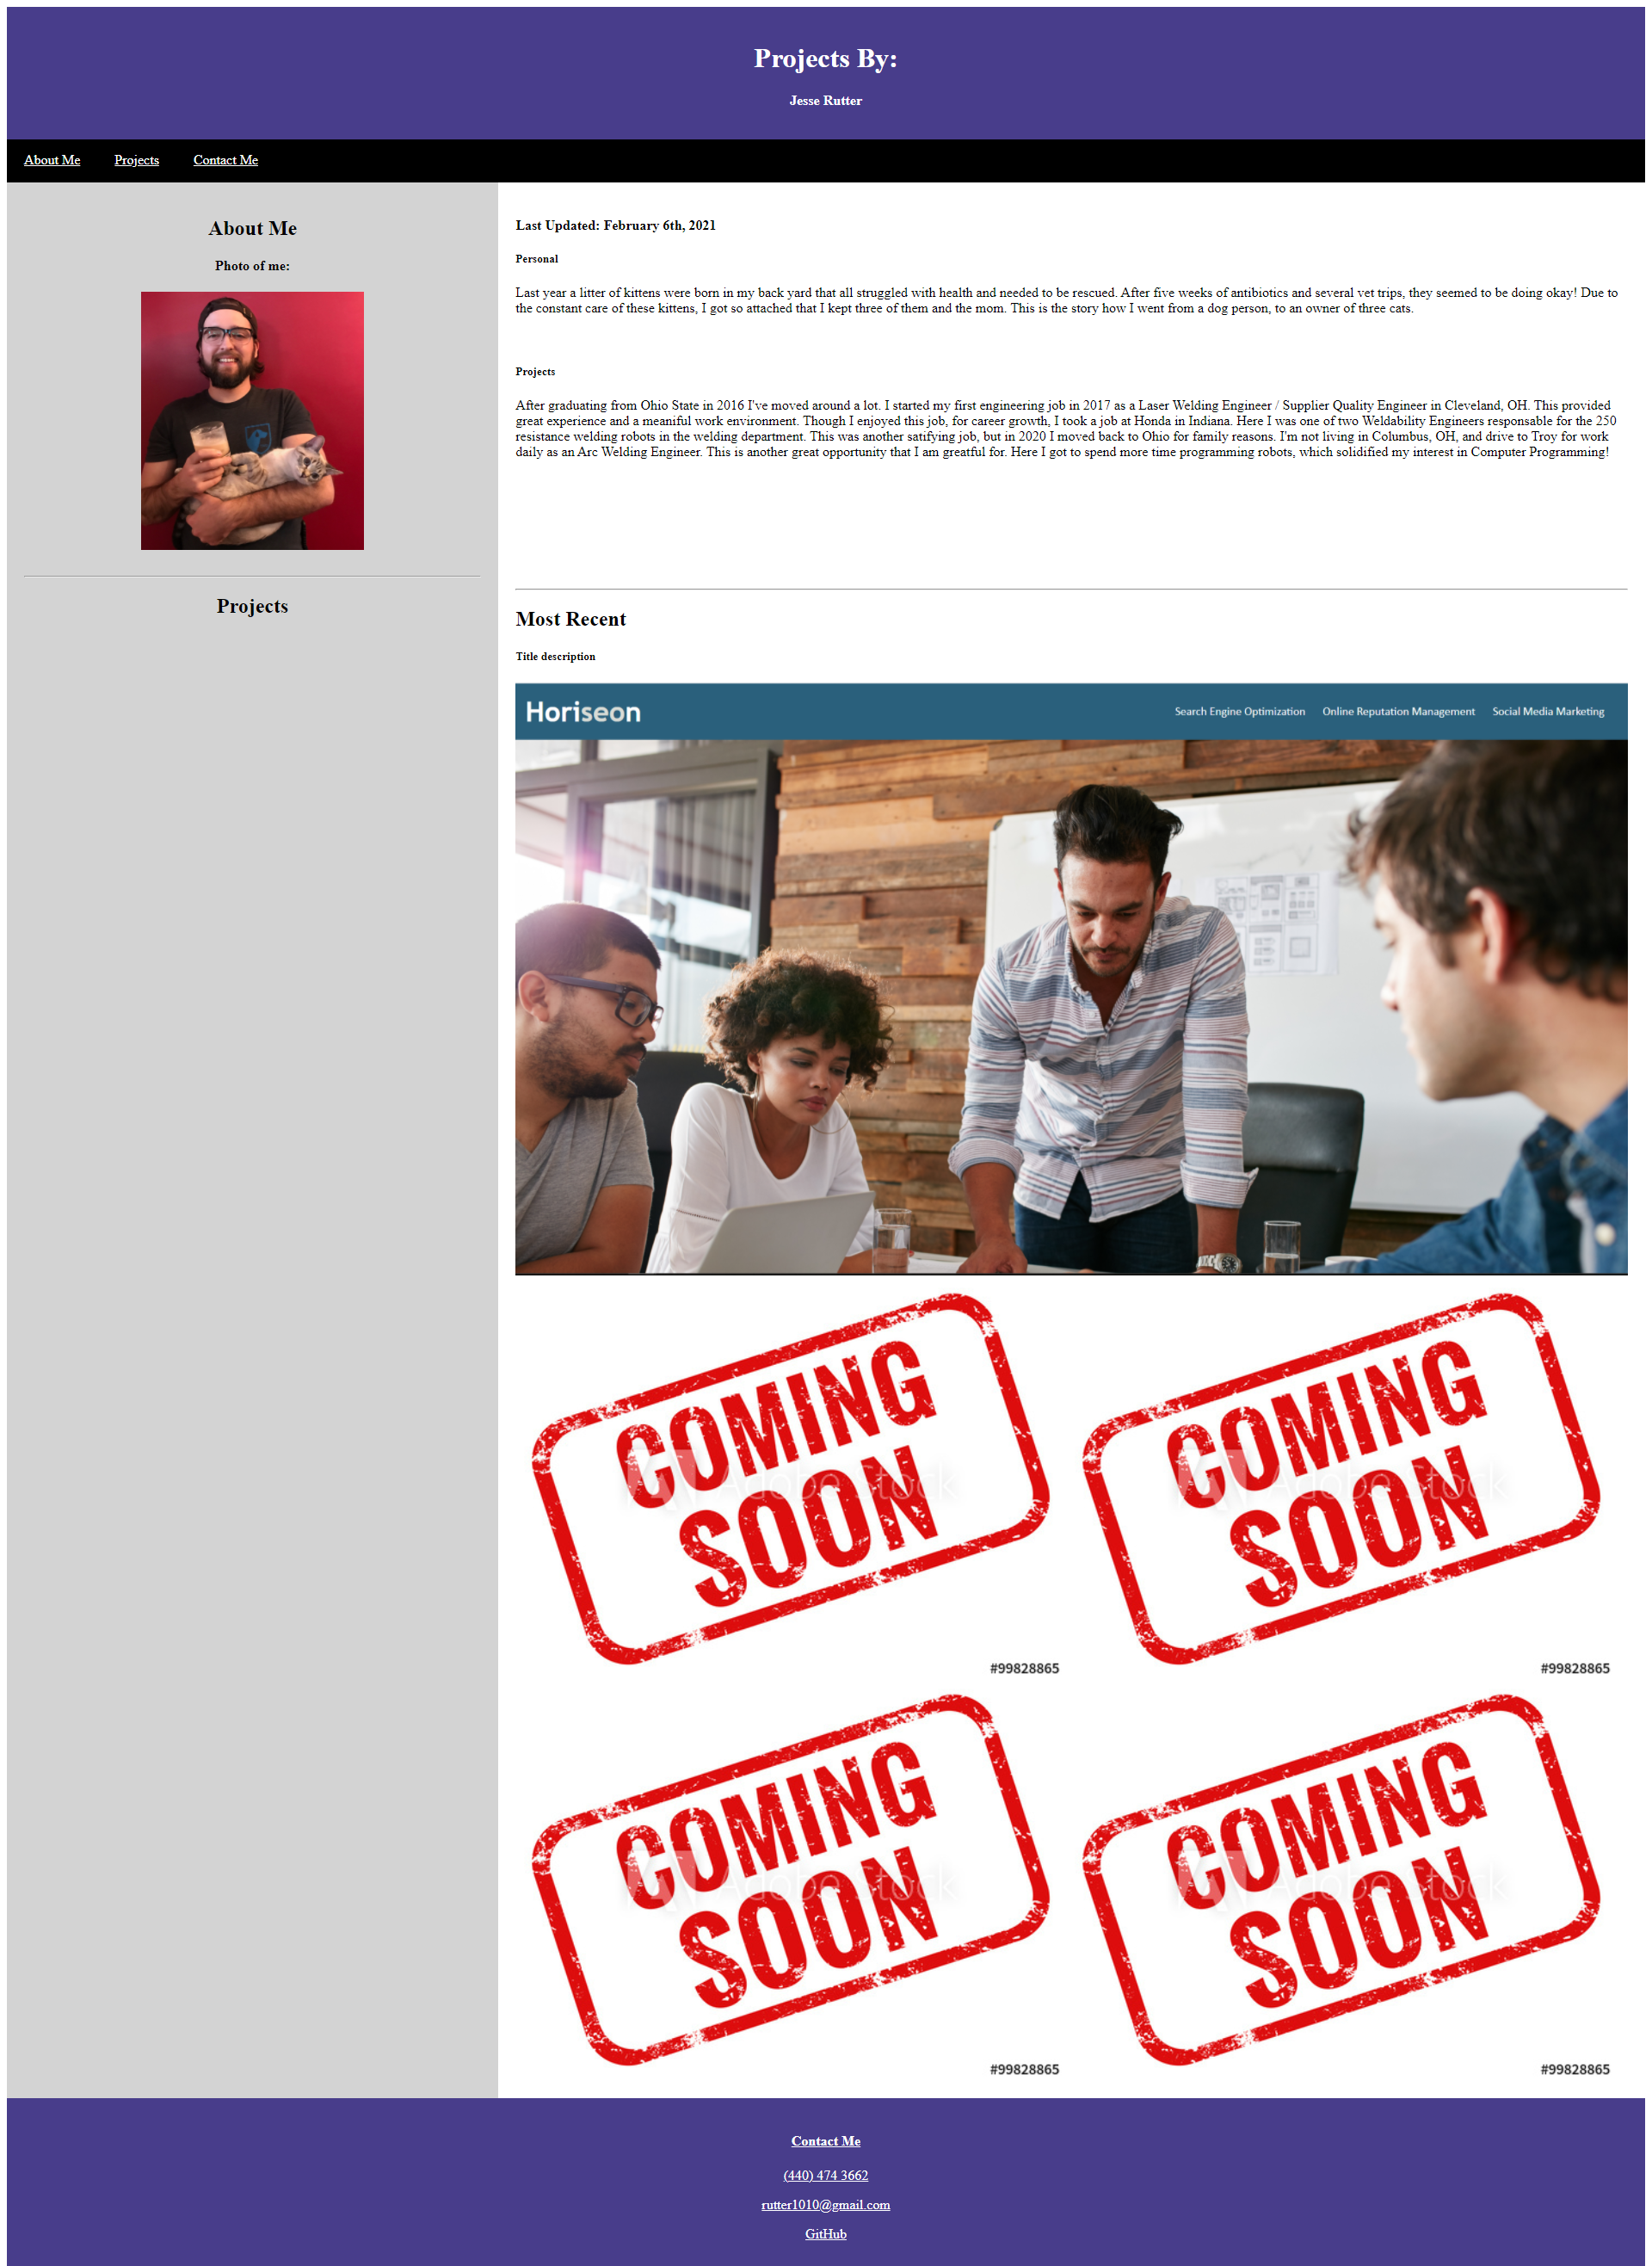 Projects By:
Jesse Rutter
About Me Projects Contact Me
About Me
Photo of me:
Projects
Last Updated: February 6th, 2021
Personal
Last year a litter of kittens were born in my back yard that all struggled with health and needed to be rescued. After five weeks of antibiotics and several vet trips, they seemed to be doing okay! Due to
the constant care of these kittens, I got so attached that I kept three of them and the mom. This is the story how I went from a dog person, to an owner of three cats.
Projects
After graduating from Ohio State in 2016 I've moved around a lot. I started my first engineering job in 2017 as a Laser Welding Engineer / Supplier Quality Engineer in Cleveland, OH. This provided
great experience and a meaniful work environment. Though I enjoyed this job, for career growth, I took a job at Honda in Indiana. Here I was one of two Weldability Engineers responsable for the 250
resistance welding robots in the welding department. This was another satifying job, but in 2020 I moved back to Ohio for family reasons. I'm not living in Columbus, OH, and drive to Troy for work
daily as an Arc Welding Engineer. This is another great opportunity that I am greatful for. Here I got to spend more time programming robots, which solidified my interest in Computer Programming!
Most Recent
Title description
Horiseon
Search Engine Optimization Online Reputation Management Social Media Marketing
COMING
SOON
Adobe Stock
#99828865
COMING
SOON
Adobe Stock
#99828865
COMING
SOON
Adobe Stock
#99828865
COMING
SOON
Adobe Stock
#99828865
Contact Me
(440) 474 3662
rutter1010@gmail.com
GitHub